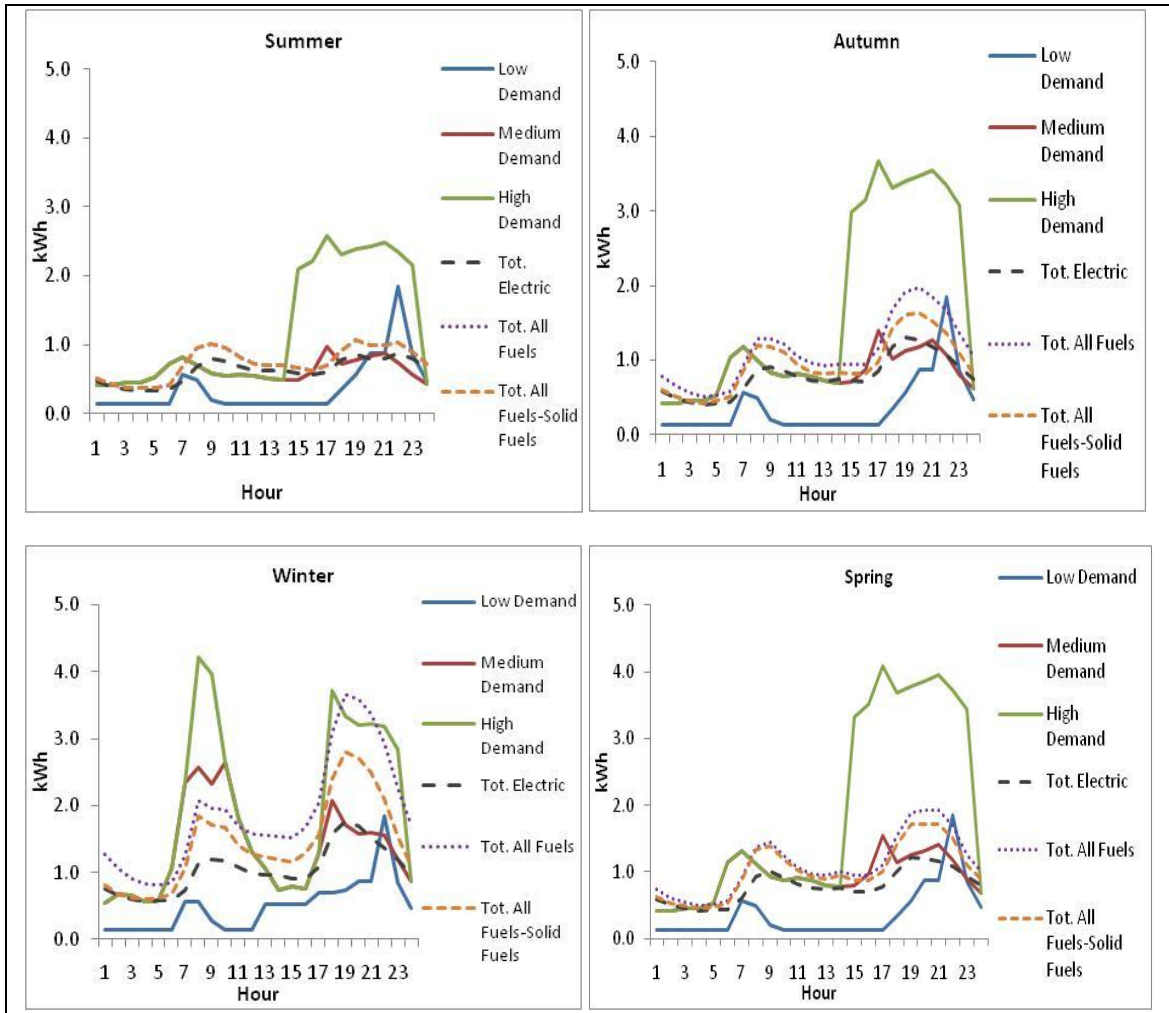 Summer
5.0
4.0
3.0
2.0
1.0
0.0
kWh
1 3 5 7 9 11 13 15 17 19 21 23
Hour
Low
Demand
Medium
Demand
High
Demand
Tot.
Electric
Tot. All
Fuels
Tot. All
Fuels-Solid
Fuels
Autumn
5.0
4.0
3.0
2.0
1.0
0.0
kWh
1 3 5 7 9 11 13 15 17 19 21 23
Hour
Low
Demand
Medium
Demand
High
Demand
Tot. Electric
Tot. All Fuels
Tot. All
Fuels-Solid
Fuels
Winter
5.0
4.0
3.0
2.0
1.0
0.0
kWh
1 3 5 7 9 11 13 15 17 19 21 23
Hour
Low Demand
Medium
Demand
High
Demand
Tot. Electric
Tot. All Fuels
Tot. All
Fuels-Solid
Fuels
Spring
5.0
4.0
3.0
2.0
1.0
0.0
kWh
1 3 5 7 9 11 13 15 17 19 21 23
Hour
Low Demand
Medium
Demand
High
Demand
Tot. Electric
Tot. All Fuels
Tot. All
Fuels-Solid
Fuels